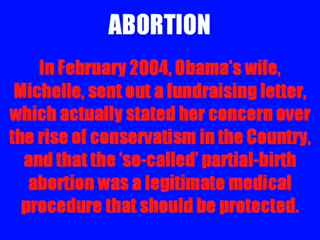 ABORTION
In February 2004, Obama's wife,
Michelle, sent out a fundraising letter,
which actually stated her concern over
the rise of conservatism in the Country,
and that the 'so-called' partial-birth
abortion was a legitimate medical
procedure that should be protected.